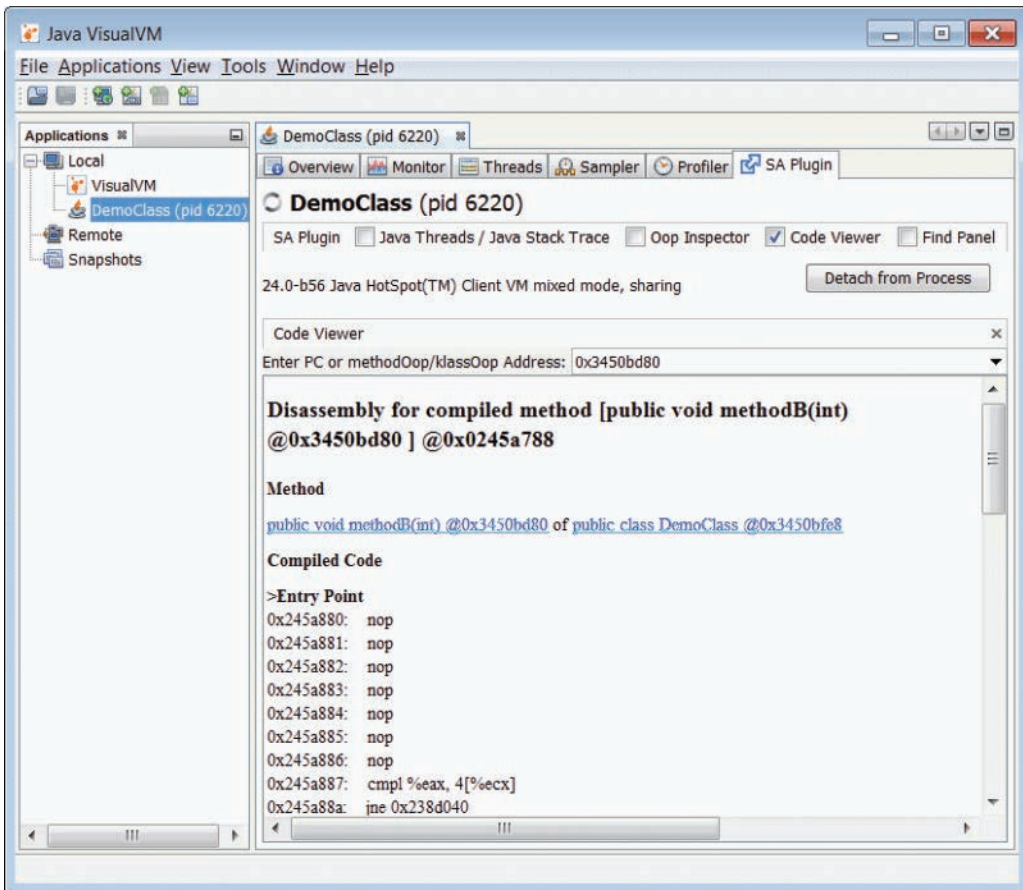 Java VisualVM
File Applications View Tools Window Help
Applications
Local
VisualVM
DemoClass (pid 6220)
Remote
Snapshots
DemoClass (pid 6220)
Overview Monitor Threads Sampler Profiler SA Plugin
DemoClass (pid 6220)
SA Plugin Java Threads / Java Stack Trace Oop Inspector Code Viewer Find Panel
24.0-b56 Java HotSpot(TM) Client VM mixed mode, sharing Detach from Process
Code Viewer
Enter PC or methodOop/klassOop Address: 0x3450bd80
Disassembly for compiled method [public void methodB(int)
@0x3450bd80 ] @0x0245a788
Method
public void methodB(int) @0x3450bd80 of public class DemoClass @0x3450bfe8
Compiled Code
>Entry Point
0x245a880: nop
0x245a881: nop
0x245a882: nop
0x245a883: nop
0x245a884: nop
0x245a885: nop
0x245a886: nop
0x245a887: cmpl %eax, 4[%ecx]
0x245a88a: jne 0x238d040